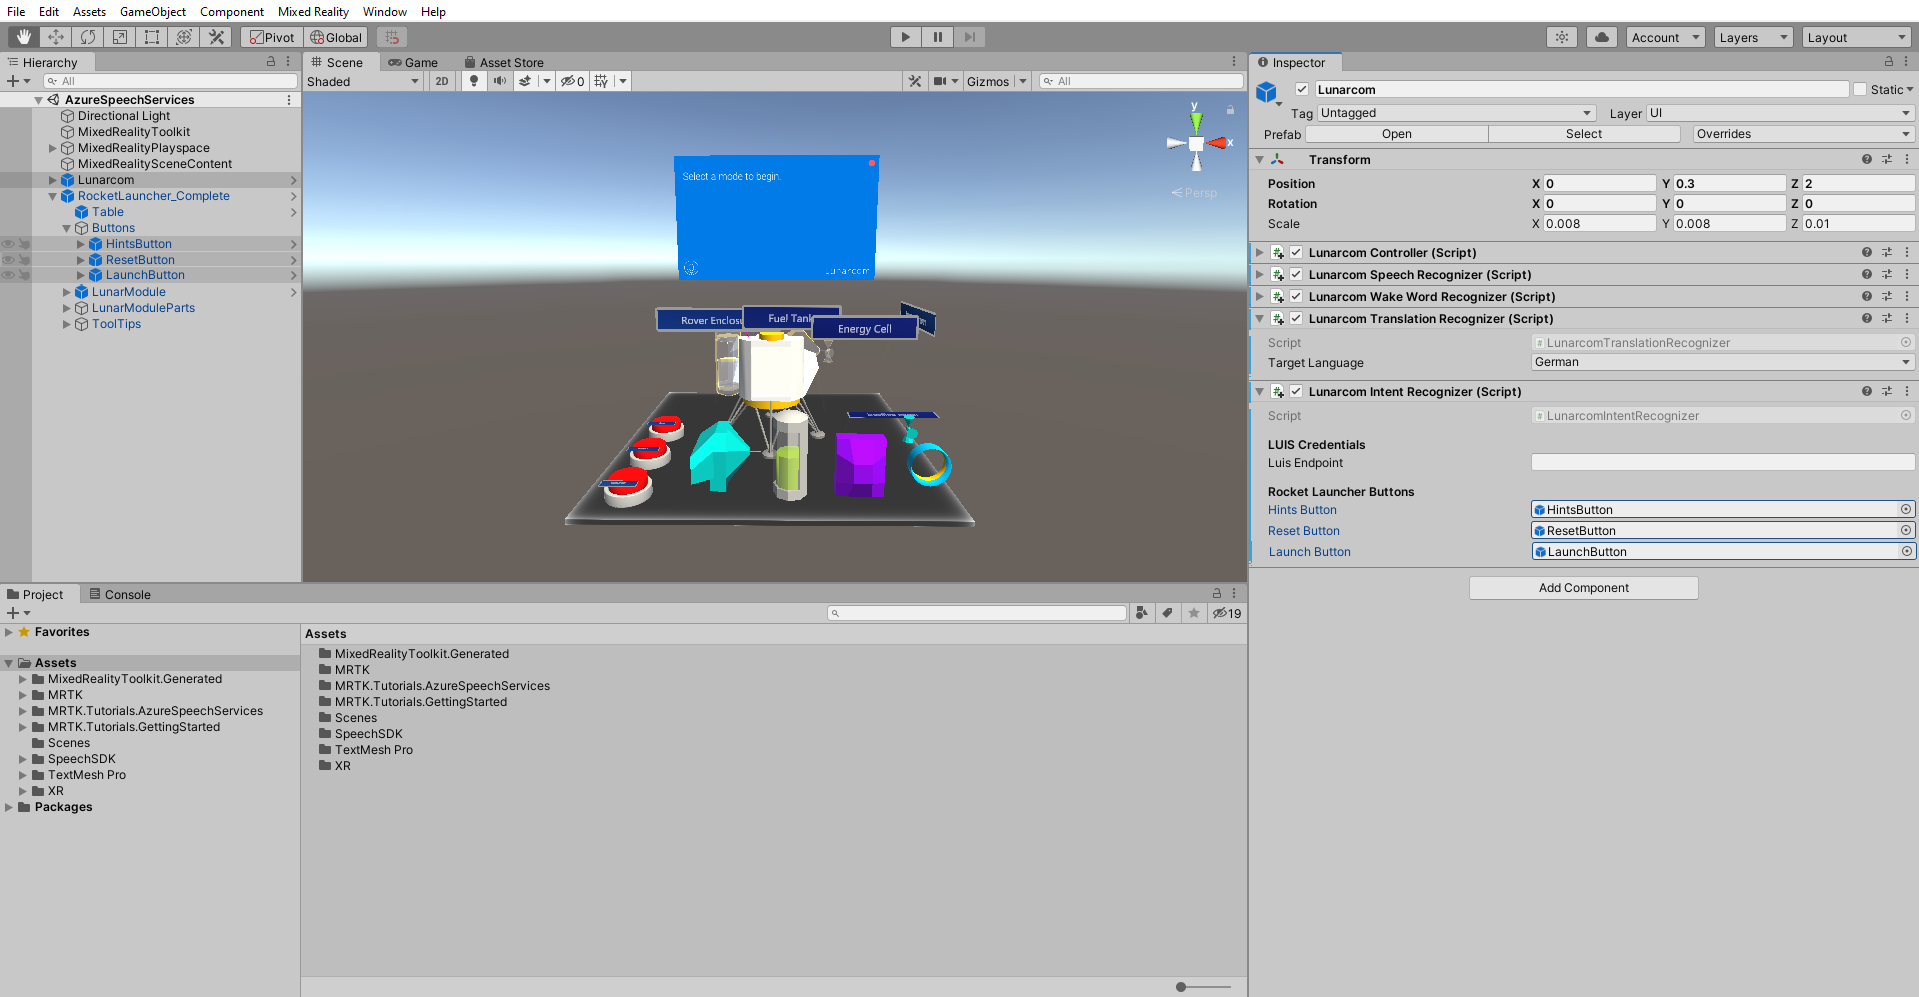 File Edit Assets GameObject Component Mixed Reality Window Help
Pivot Global Account Layers Layout
Hierarchy
All
AzureSpeechServices
Directional Light
MixedRealityToolkit
MixedRealityPlayspace
MixedRealitySceneContent
Lunarcom
RocketLauncher_Complete
Table
Buttons
HintsButton
ResetButton
LaunchButton
LunarModule
LunarModuleParts
ToolTips
Scene Game Asset Store
Shaded 2D 0 Gizmos All
y
x
Persp
Select a mode to begin.
Lunarcom
Rover Enclosu
Fuel Tank
Energy Cell
Inspector
Lunarcom Static
Tag Untagged Layer UI
Prefab Open Select Overrides
Transform
Position X 0 Y 0.3 Z 2
Rotation X 0 Y 0 Z 0
Scale X 0.008 Y 0.008 Z 0.01
Lunarcom Controller (Script)
Lunarcom Speech Recognizer (Script)
Lunarcom Wake Word Recognizer (Script)
Lunarcom Translation Recognizer (Script)
Script LunarcomTranslationRecognizer
Target Language German
Lunarcom Intent Recognizer (Script)
Script LunarcomIntentRecognizer
LUIS Credentials
Luis Endpoint
Rocket Launcher Buttons
Hints Button HintsButton
Reset Button ResetButton
Launch Button LaunchButton
Add Component
Project Console
19
Favorites
Assets
MixedRealityToolkit.Generated
MRTK
MRTK.Tutorials.AzureSpeechServices
MRTK.Tutorials.GettingStarted
Scenes
SpeechSDK
TextMesh Pro
XR
Packages
Assets
MixedRealityToolkit.Generated
MRTK
MRTK.Tutorials.AzureSpeechServices
MRTK.Tutorials.GettingStarted
Scenes
SpeechSDK
TextMesh Pro
XR